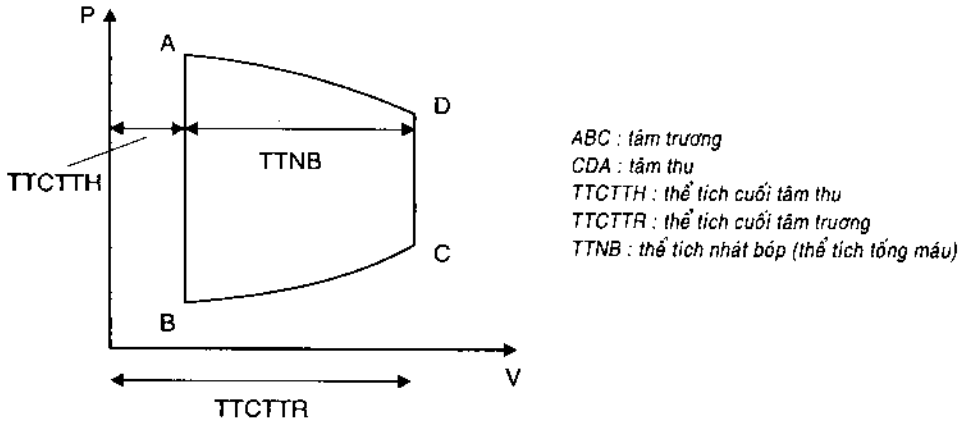 P
A
D
TTNB
TTCTTH
C
B
V
TTCTTR
ABC : tâm trương
CDA : tâm thu
TTCTTH : thể tích cuối tâm thu
TTCTTR : thể tích cuối tâm trương
TTNB : thể tích nhát bóp (thể tích tống máu)